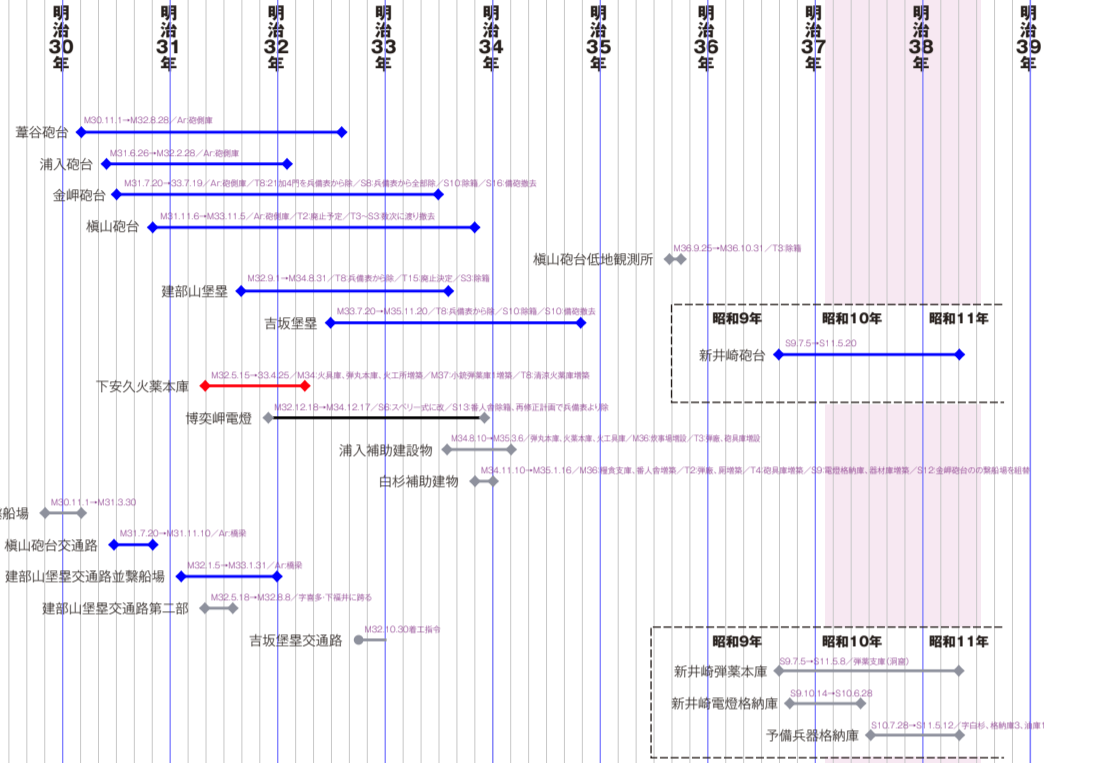 明治30年
明治31年
明治32年
明治33年
明治34年
明治35年
明治36年
明治37年
明治38年
明治39年
葦谷砲台
M30.11.1→M32.8.28／Ar:砲側庫
浦入砲台
M31.6.26→M32.2.28／Ar:砲側庫
金岬砲台
M31.7.20→33.7.19／Ar:砲側庫／T8:21加4門を兵備表から除／S8:兵備表から全部除／S10:除籍／S16:備砲撤去
槇山砲台
M31.11.6→M33.11.5／Ar:砲側庫／T2:廃止予定／T3～S3:数次に渡り撤去
槇山砲台低地観測所
M36.9.25→M36.10.31／T3:除籍
建部山堡塁
M32.9.1→M34.8.31／T8:兵備表から除／T15:廃止決定／S3:除籍
吉坂堡塁
M33.7.20→M35.11.20／T8:兵備表から除／S10:除籍／S10:備砲撤去
昭和9年
昭和10年
昭和11年
新井崎砲台
S9.7.5→S11.5.20
下安久火薬本庫
M32.5.15→33.4.25／M34:火具庫、弾丸本庫、火工所増築／M37:小銃弾薬庫1増築／T8:清涼火薬庫増築
博奕岬電燈
M32.12.18→M34.12.17／S6:スペリー式に改／S13:番人舎除籍、再修正計画で兵備表より除
浦入補助建設物
M34.8.10→M35.3.6／弾丸本庫、火薬本庫、火工具庫／M36:炊事場増設／T3:弾廠、砲具庫増設
白杉補助建物
M34.11.10→M35.1.16／M36:糧食支庫、番人舎増築／T2:弾廠、厠増築／T4:砲具庫増築／S9:電燈格納庫、器材庫増築／S12:金岬砲台のの繋船場を組替
船場
M30.11.1→M31.3.30
槇山砲台交通路
M31.7.20→M31.11.10／Ar:橋梁
建部山堡塁交通路並繋船場
M32.1.5→M33.1.31／Ar:橋梁
建部山堡塁交通路第二部
M32.5.18→M32.8.8／字喜多・下福井に跨る
吉坂堡塁交通路
M32.10.30着工指令
昭和9年
昭和10年
昭和11年
新井崎弾薬本庫
S9.7.5→S11.5.8／弾薬支庫（洞窟）
新井崎電燈格納庫
S9.10.14→S10.6.28
予備兵器格納庫
S10.7.28→S11.5.12／字白杉、格納庫3、油庫1